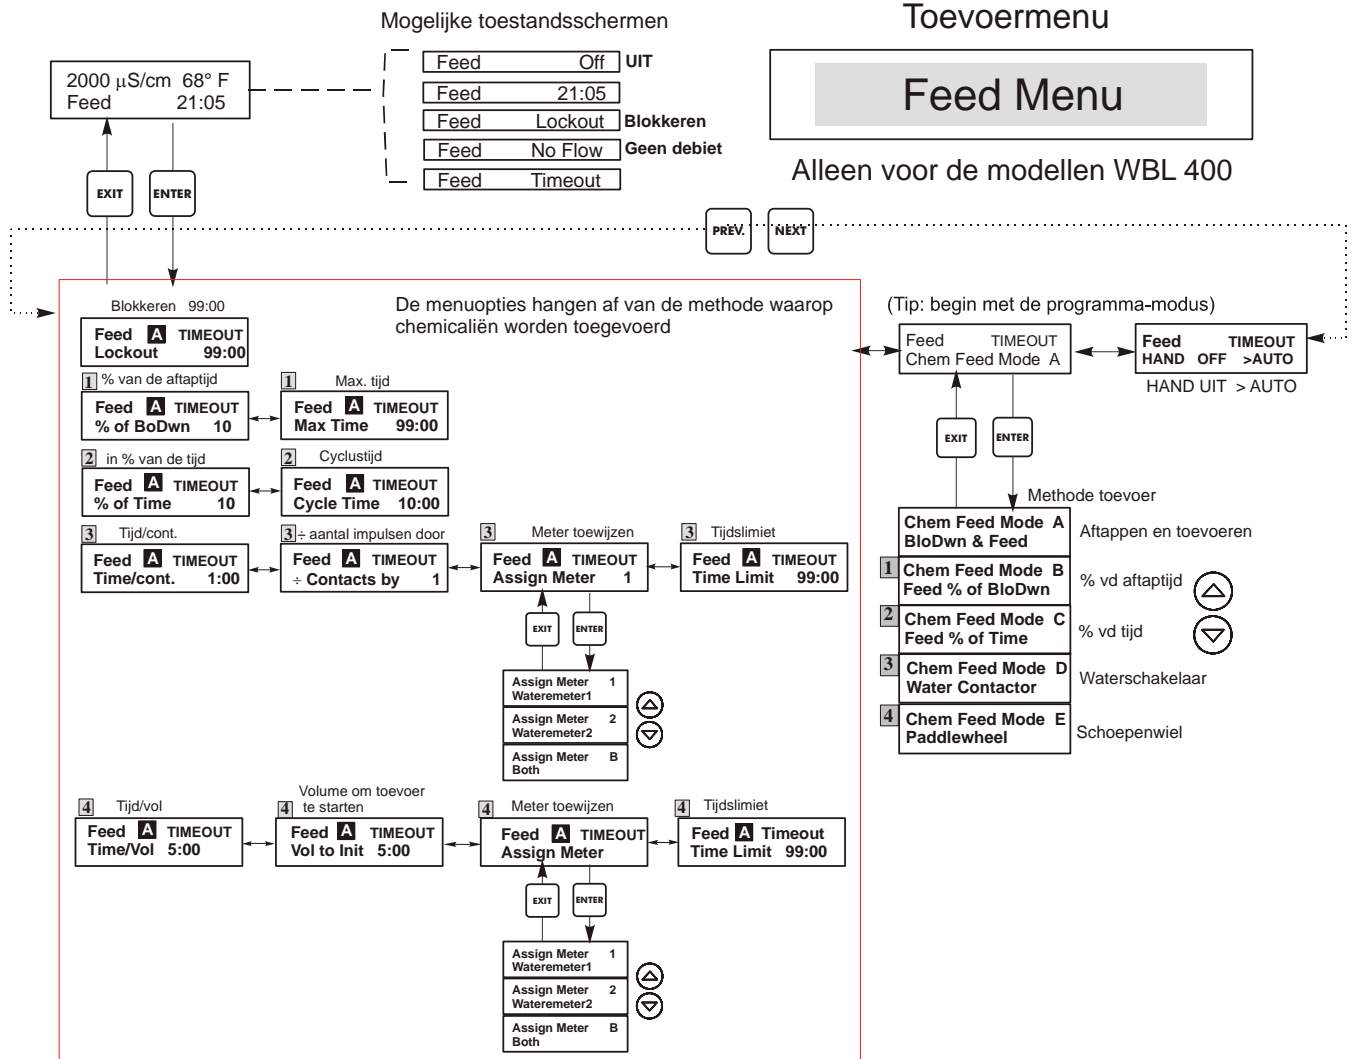 Mogelijke toestandsschermen
Toevoermenu
2000 µS/cm 68° F
Feed 21:05
Feed Off UIT
Feed 21:05
Feed Lockout Blokkeren
Feed No Flow Geen debiet
Feed Timeout
Feed Menu
Alleen voor de modellen WBL 400
EXIT
ENTER
PREV.
NEXT
Blokkeren 99:00
Feed A TIMEOUT
Lockout 99:00
De menuopties hangen af van de methode waarop
chemicaliën worden toegevoerd
(Tip: begin met de programma-modus)
Feed TIMEOUT
Chem Feed Mode A
Feed TIMEOUT
HAND OFF >AUTO
HAND UIT > AUTO
1 % van de aftaptijd
Feed A TIMEOUT
% of BoDwn 10
1 Max. tijd
Feed A TIMEOUT
Max Time 99:00
2 in % van de tijd
Feed A TIMEOUT
% of Time 10
2 Cyclustijd
Feed A TIMEOUT
Cycle Time 10:00
3 Tijd/cont.
Feed A TIMEOUT
Time/cont. 1:00
3 ÷ aantal impulsen door
Feed A TIMEOUT
÷ Contacts by 1
3 Meter toewijzen
Feed A TIMEOUT
Assign Meter 1
3 Tijdslimiet
Feed A TIMEOUT
Time Limit 99:00
EXIT
ENTER
Assign Meter 1
Wateremeter1
Assign Meter 2
Wateremeter2
Assign Meter B
Both
EXIT
ENTER
Methode toevoer
Chem Feed Mode A
BloDwn & Feed
Aftappen en toevoeren
1 Chem Feed Mode B
Feed % of BloDwn
% vd aftaptijd
2 Chem Feed Mode C
Feed % of Time
% vd tijd
3 Chem Feed Mode D
Water Contactor
Waterschakelaar
4 Chem Feed Mode E
Paddlewheel
Schoepenwiel
4 Tijd/vol
Feed A TIMEOUT
Time/Vol 5:00
Volume om toevoer
4 te starten
Feed A TIMEOUT
Vol to Init 5:00
4 Meter toewijzen
Feed A TIMEOUT
Assign Meter
4 Tijdslimiet
Feed A Timeout
Time Limit 99:00
EXIT
ENTER
Assign Meter 1
Wateremeter1
Assign Meter 2
Wateremeter2
Assign Meter B
Both